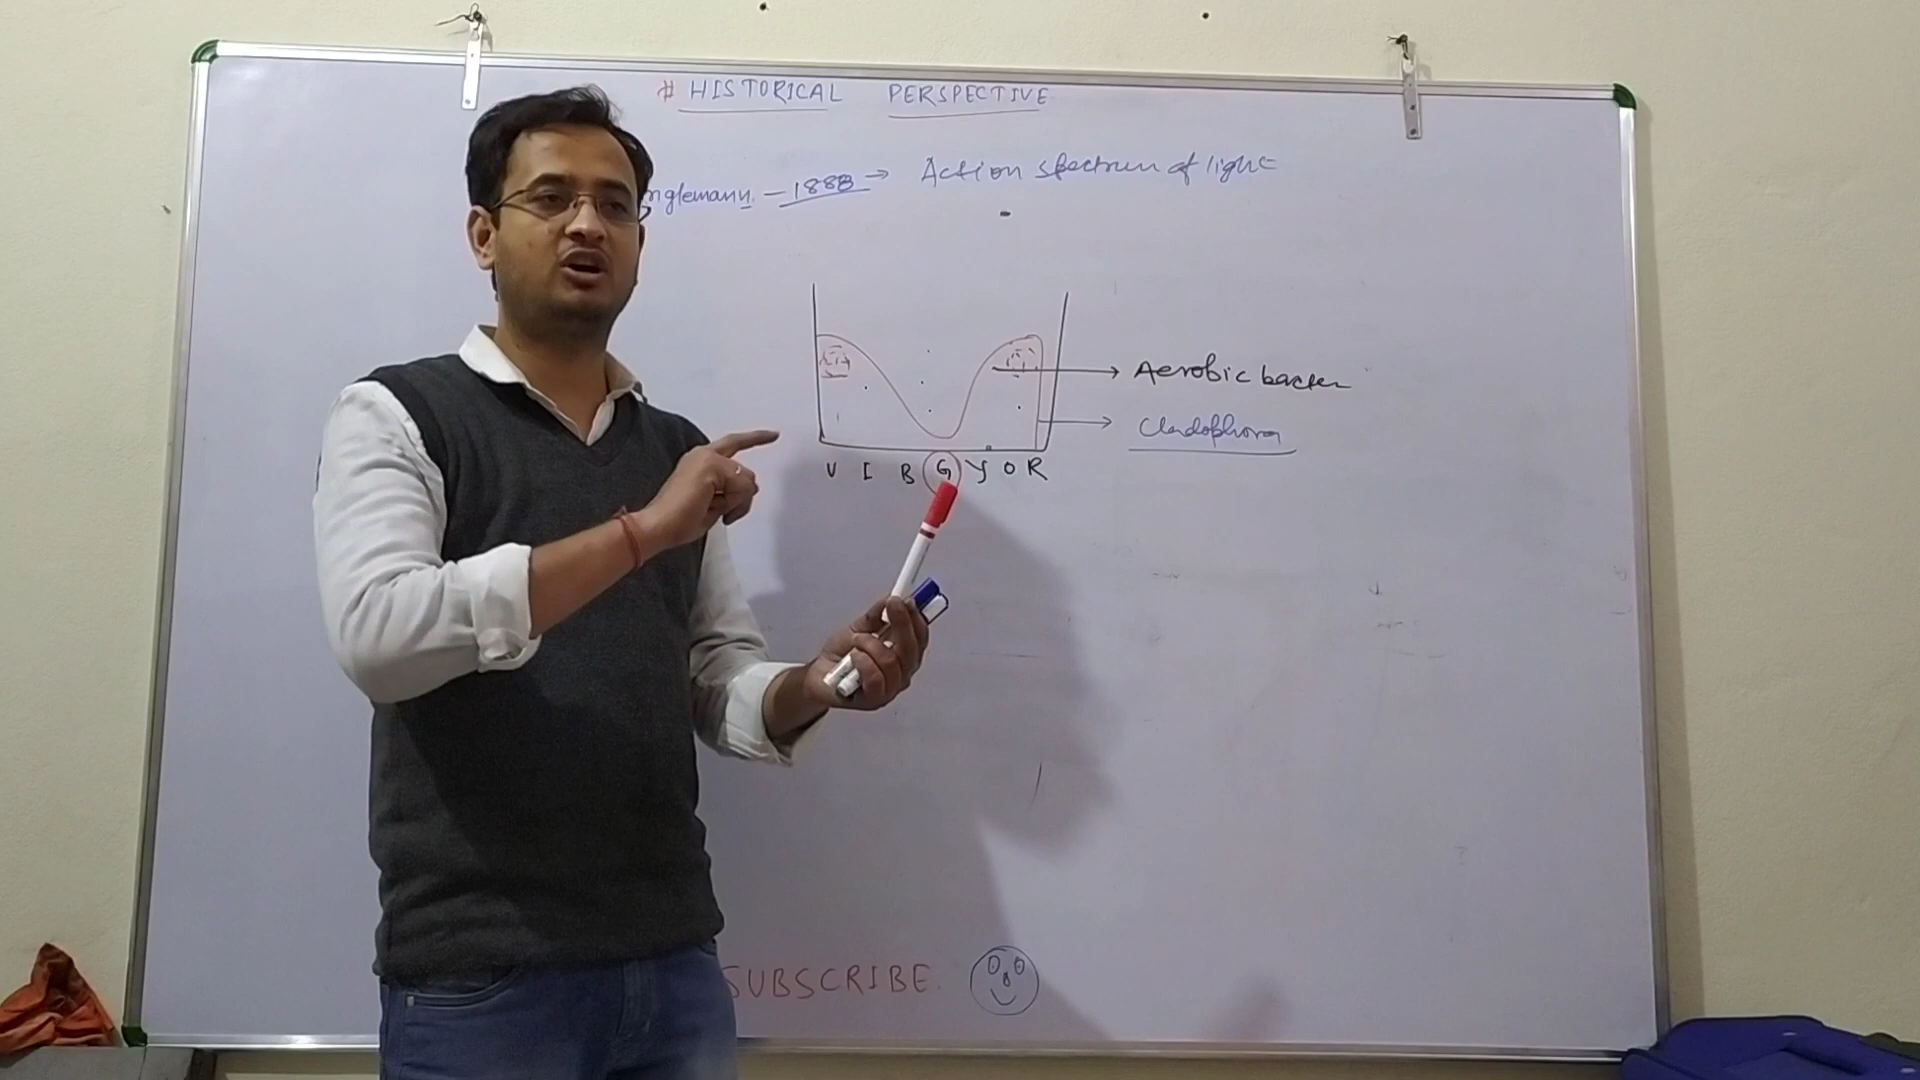 # HISTORICAL PERSPECTIVE
nglemann - 1888 → Action spectrum of light
→ Aerobic bacter
→ Cladophora
V I B G Y O R
SUBSCRIBE.